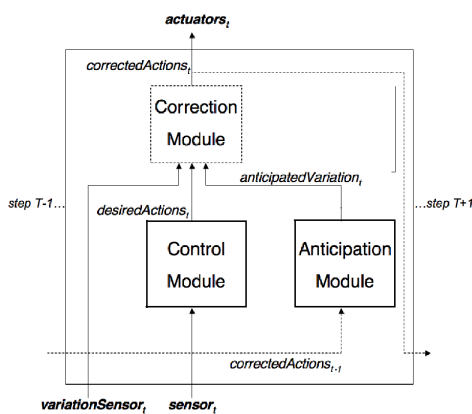 actuators_t
correctedActions_t
Correction
Module
anticipatedVariation_t
step T-1...
desiredActions_t
...step T+1
Control
Module
Anticipation
Module
correctedActions_t-1
variationSensor_t
sensor_t